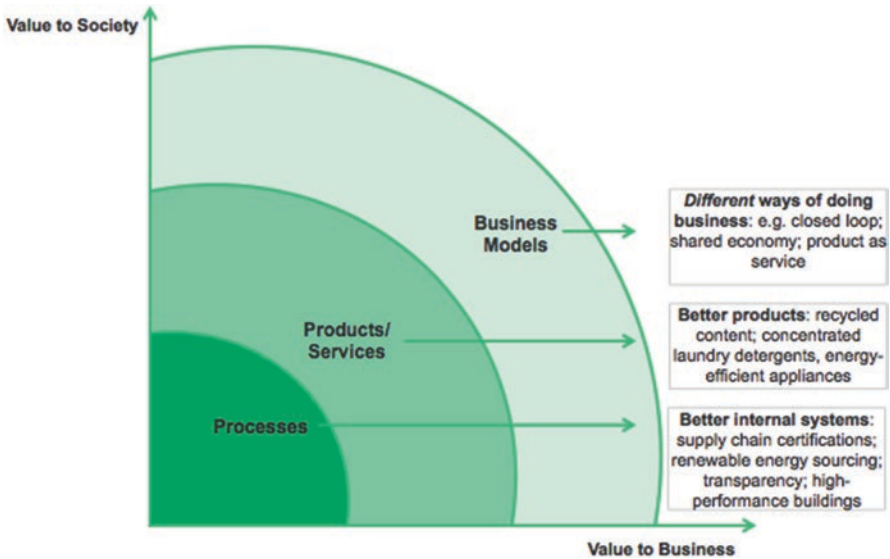 Value to Society
Business
Models
Products/
Services
Processes
Different ways of doing
business: e.g. closed loop;
shared economy; product as
service
Better products: recycled
content; concentrated
laundry detergents, energy-
efficient appliances
Better internal systems:
supply chain certifications;
renewable energy sourcing;
transparency; high-
performance buildings
Value to Business